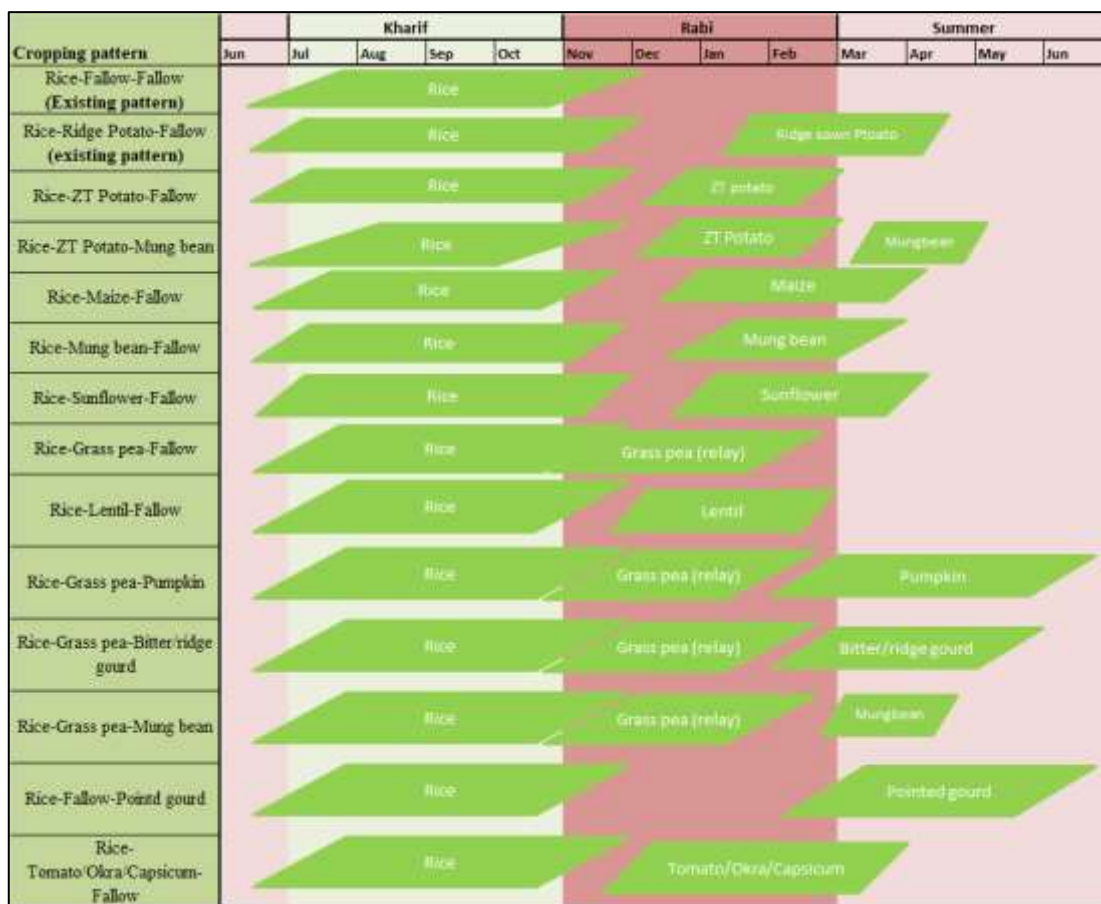 Kharif Rabi Summer
Cropping pattern Jun Jul Aug Sep Oct Nov Dec Jan Feb Mar Apr May Jun
Rice-Fallow-Fallow
(Existing pattern)
Rice
Rice-Ridge Potato-Fallow
(existing pattern)
Rice Ridge sown Ptoato
Rice-ZT Potato-Fallow
Rice ZT potato
Rice-ZT Potato-Mung bean
Rice ZT Potato Mungbean
Rice-Maize-Fallow
Rice Maize
Rice-Mung bean-Fallow
Rice Mung bean
Rice-Sunflower-Fallow
Rice Sunflower
Rice-Grass pea-Fallow
Rice Grass pea (relay)
Rice-Lentil-Fallow
Rice Lentil
Rice-Grass pea-Pumpkin
Rice Grass pea (relay) Pumpkin
Rice-Grass pea-Bitter/ridge
gourd
Rice Grass pea (relay) Bitter/ridge gourd
Rice-Grass pea-Mung bean
Rice Grass pea (relay) Mungbean
Rice-Fallow-Pointd gourd
Rice Pointed gourd
Rice-
Tomato/Okra/Capsicum-
Fallow
Rice Tomato/Okra/Capsicum